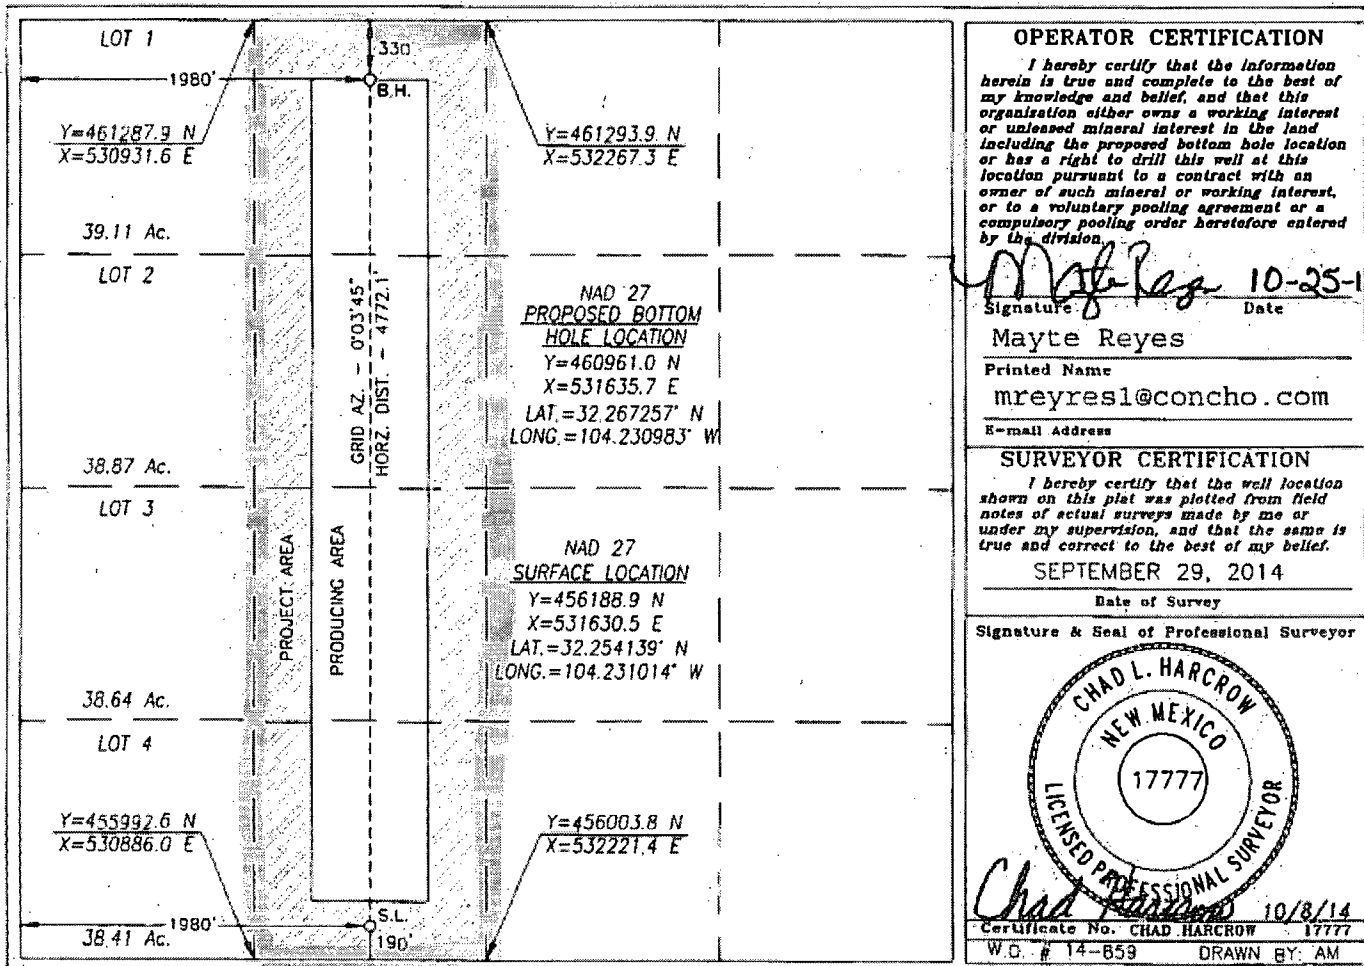 LOT 1
330
1980'
B.H.
Y=461287.9 N
X=530931.6 E
Y=461293.9 N
X=532267.3 E
39.11 Ac.
LOT 2
GRID AZ. - 0°03'45"
HORZ. DIST. - 4772.1'
NAD 27
PROPOSED BOTTOM
HOLE LOCATION
Y=460961.0 N
X=531635.7 E
LAT.=32.267257° N
LONG.=104.230983° W
38.87 Ac.
LOT 3
PROJECT AREA
PRODUCING AREA
NAD 27
SURFACE LOCATION
Y=456188.9 N
X=531630.5 E
LAT.=32.254139° N
LONG.=104.231014° W
38.64 Ac.
LOT 4
Y=455992.6 N
X=530886.0 E
Y=456003.8 N
X=532221.4 E
S.L.
1980'
190'
38.41 Ac.
OPERATOR CERTIFICATION
I hereby certify that the information
herein is true and complete to the best of
my knowledge and belief, and that this
organization either owns a working interest
or unleased mineral interest in the land
including the proposed bottom hole location
or has a right to drill this well at this
location pursuant to a contract with an
owner of such mineral or working interest,
or to a voluntary pooling agreement or a
compulsory pooling order heretofore entered
by the division.
Mayte Reyes 10-25-1
Signature Date
Mayte Reyes
Printed Name
mreyres1@concho.com
E-mail Address
SURVEYOR CERTIFICATION
I hereby certify that the well location
shown on this plat was plotted from field
notes of actual surveys made by me or
under my supervision, and that the same is
true and correct to the best of my belief.
SEPTEMBER 29, 2014
Date of Survey
Signature & Seal of Professional Surveyor
CHAD L. HARCROW
NEW MEXICO
17777
LICENSED PROFESSIONAL SURVEYOR
Chad Harcrow 10/8/14
Certificate No. CHAD HARCROW 17777
W.O. # 14-859 DRAWN BY: AM